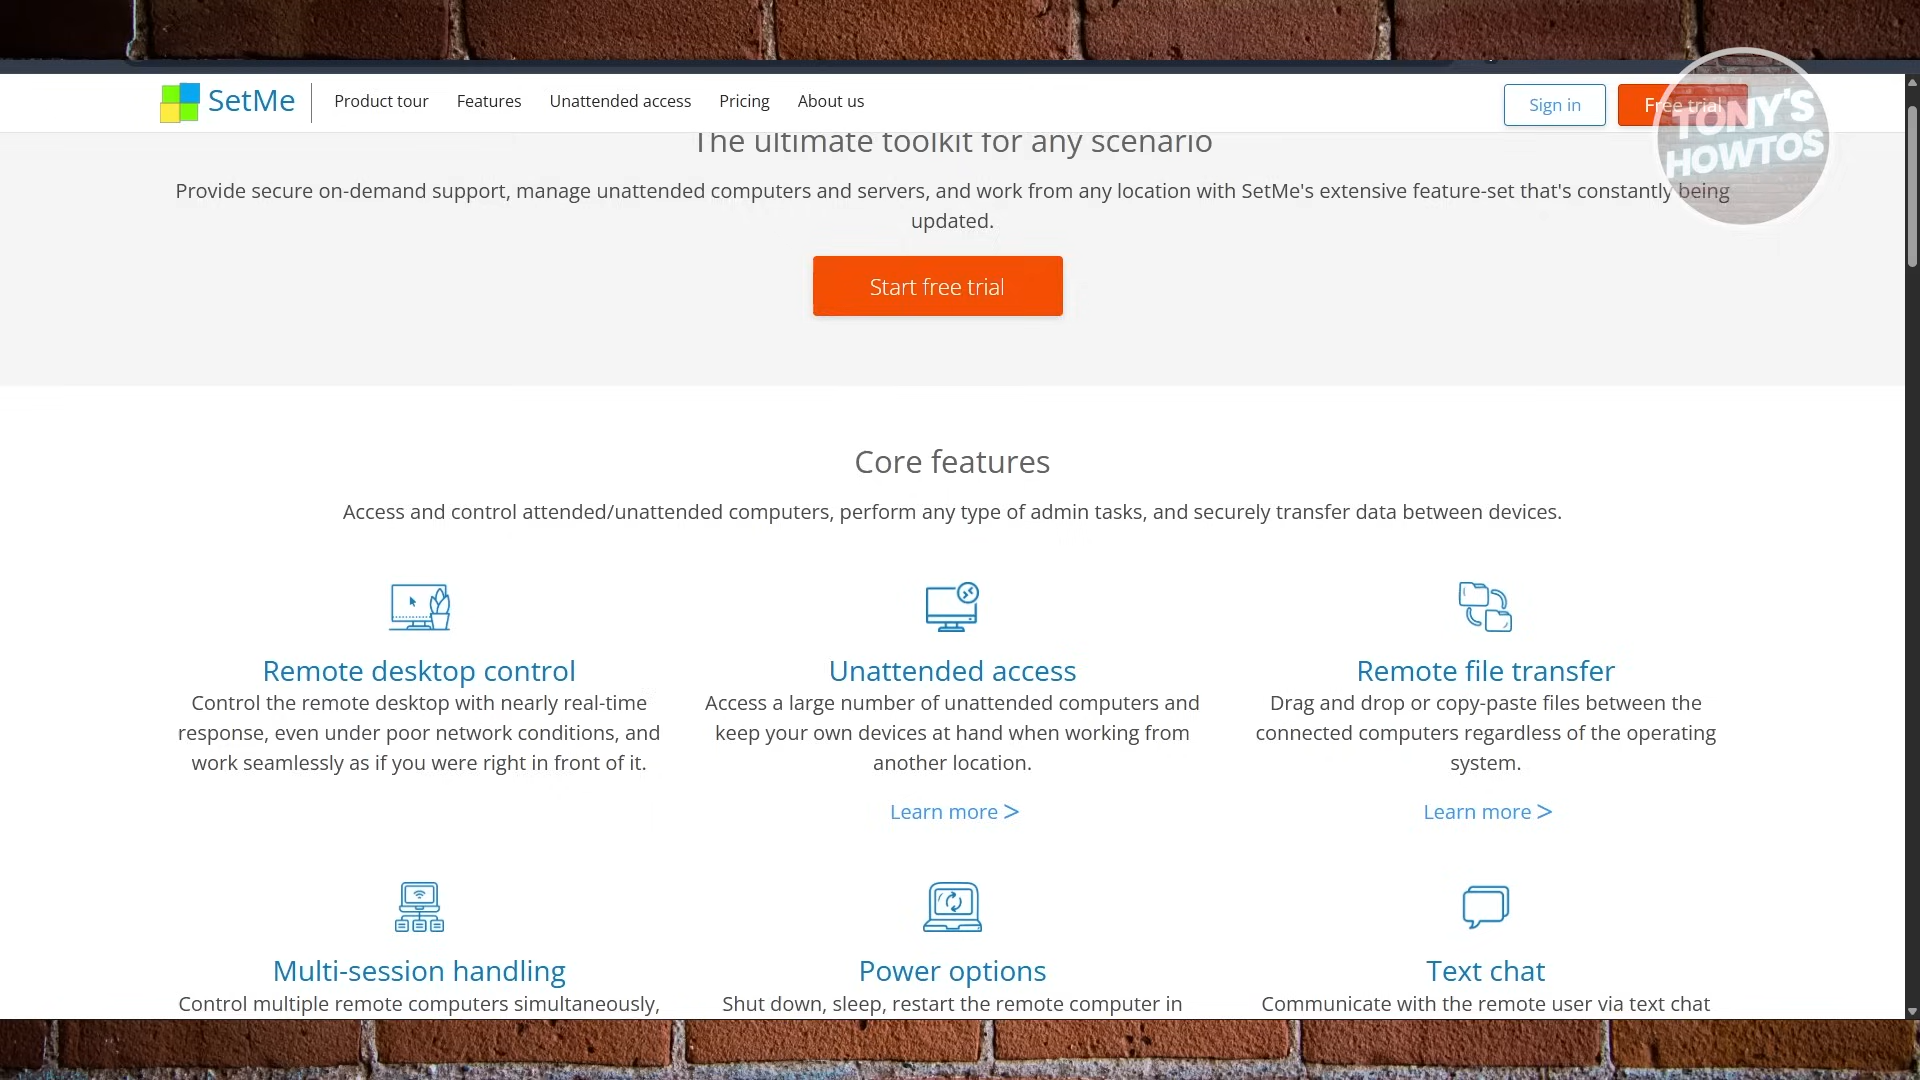 SetMe
Product tour
Features
Unattended access
Pricing
About us
Sign in
Free trial
TONY'S
HOWTOS
The ultimate toolkit for any scenario
Provide secure on-demand support, manage unattended computers and servers, and work from any location with SetMe's extensive feature-set that's constantly being
updated.
Start free trial
Core features
Access and control attended/unattended computers, perform any type of admin tasks, and securely transfer data between devices.
Remote desktop control
Control the remote desktop with nearly real-time
response, even under poor network conditions, and
work seamlessly as if you were right in front of it.
Unattended access
Access a large number of unattended computers and
keep your own devices at hand when working from
another location.
Learn more >
Remote file transfer
Drag and drop or copy-paste files between the
connected computers regardless of the operating
system.
Learn more >
Multi-session handling
Control multiple remote computers simultaneously,
Power options
Shut down, sleep, restart the remote computer in
Text chat
Communicate with the remote user via text chat